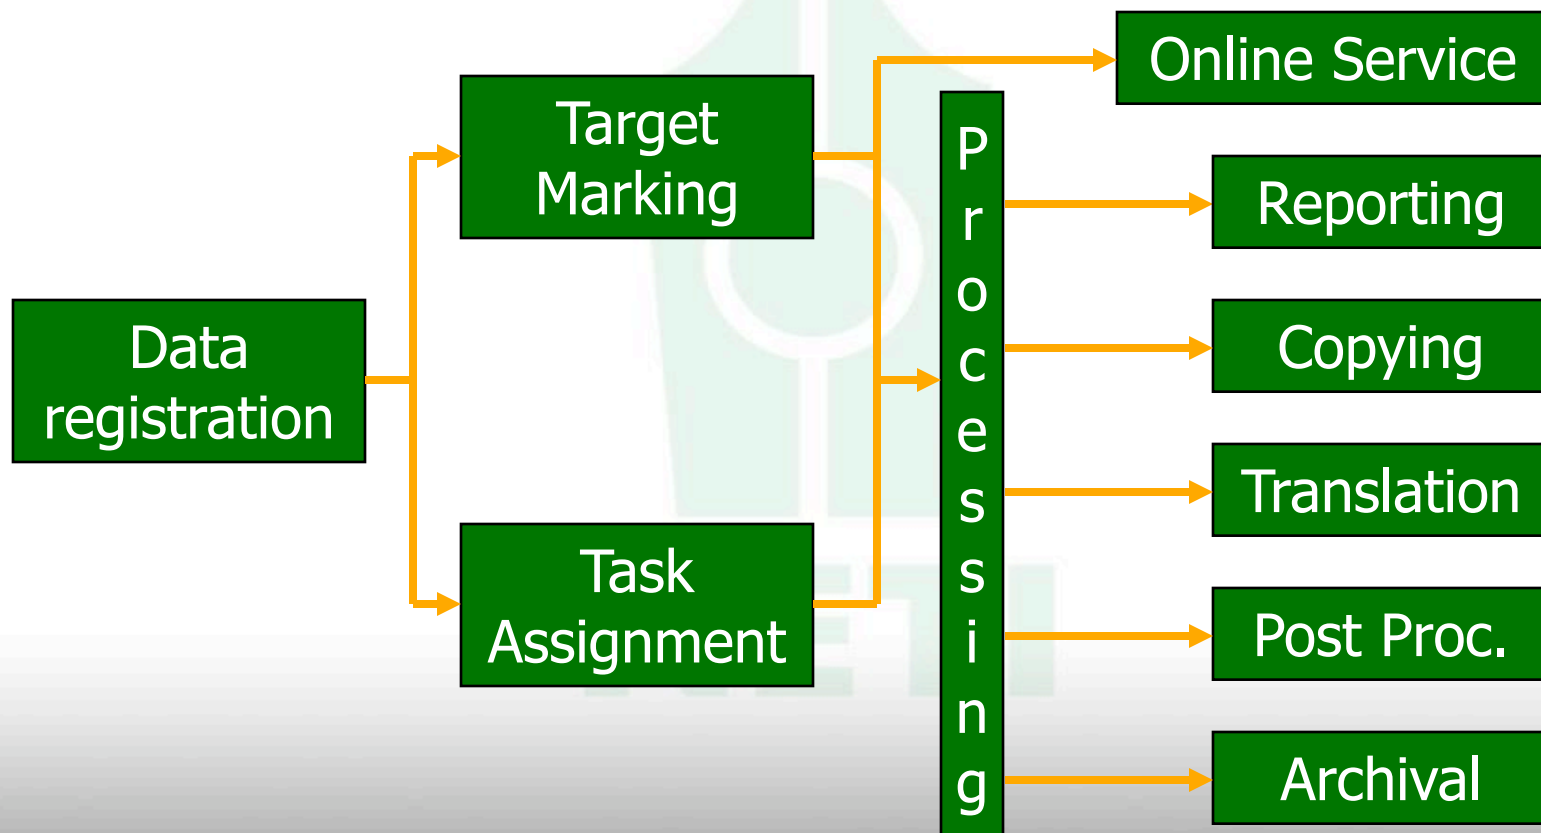 Online Service
Target
Marking
Processing
Reporting
Data
registration
Copying
Translation
Task
Assignment
Post Proc.
Archival